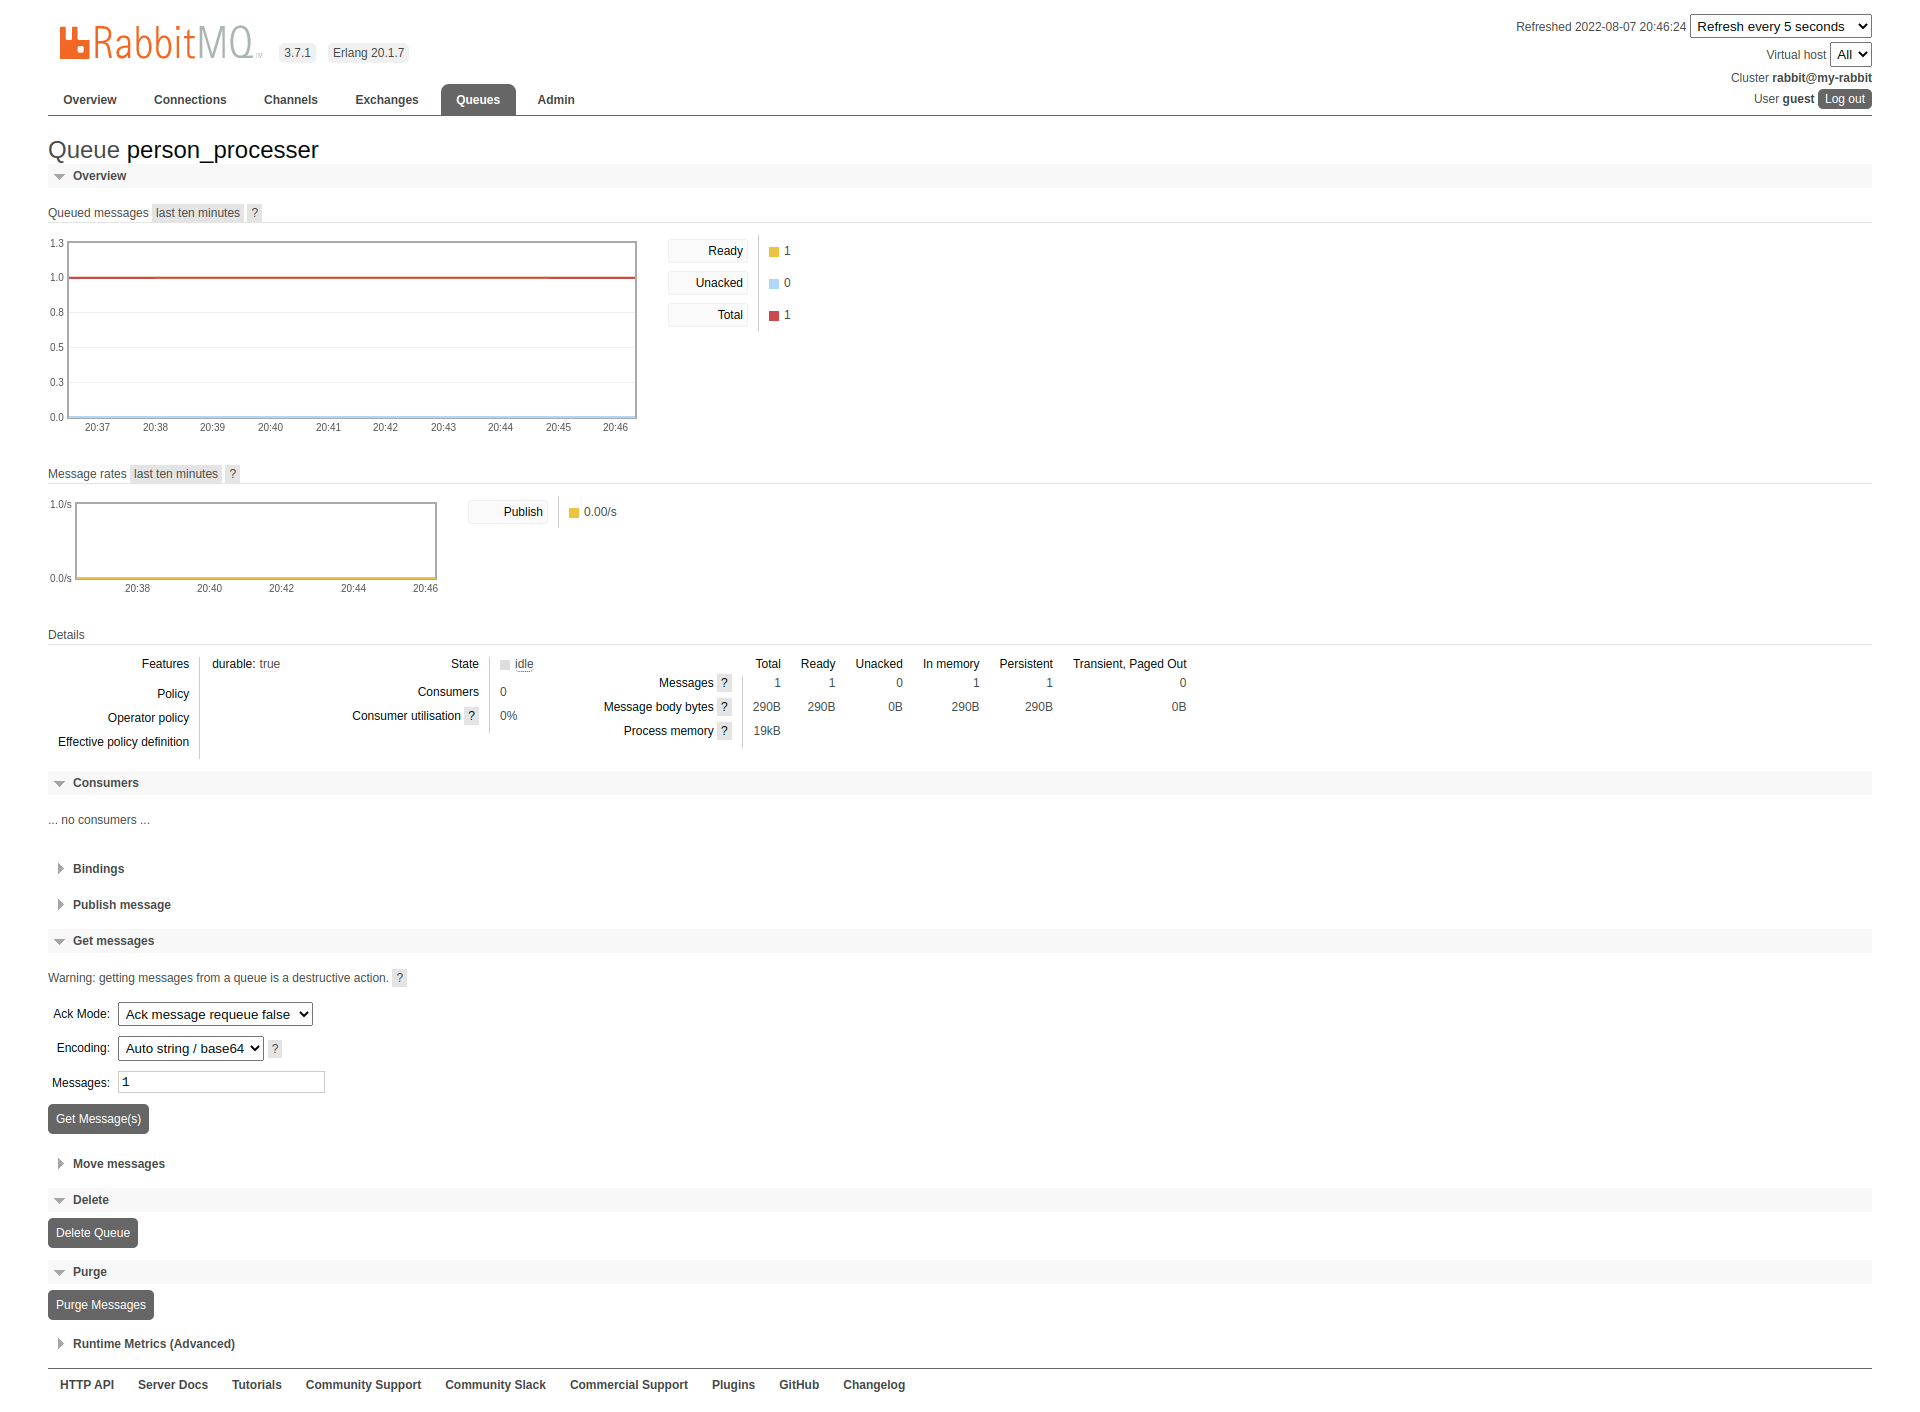 RabbitMQ TM 3.7.1 Erlang 20.1.7
Refreshed 2022-08-07 20:46:24 Refresh every 5 seconds
Virtual host All
Cluster rabbit@my-rabbit
User guest Log out
Overview Connections Channels Exchanges Queues Admin
Queue person_processer
Overview
Queued messages last ten minutes ?
1.3
1.0
0.8
0.5
0.3
0.0
20:37 20:38 20:39 20:40 20:41 20:42 20:43 20:44 20:45 20:46
Ready 1
Unacked 0
Total 1
Message rates last ten minutes ?
1.0/s
0.0/s
20:38 20:40 20:42 20:44 20:46
Publish 0.00/s
Details
Features durable: true
Policy
Operator policy
Effective policy definition
State idle
Consumers 0
Consumer utilisation ? 0%
Total Ready Unacked In memory Persistent Transient, Paged Out
Messages ? 1 1 0 1 1 0
Message body bytes ? 290B 290B 0B 290B 290B 0B
Process memory ? 19kB
Consumers
... no consumers ...
Bindings
Publish message
Get messages
Warning: getting messages from a queue is a destructive action. ?
Ack Mode: Ack message requeue false
Encoding: Auto string / base64 ?
Messages: 1
Get Message(s)
Move messages
Delete
Delete Queue
Purge
Purge Messages
Runtime Metrics (Advanced)
HTTP API Server Docs Tutorials Community Support Community Slack Commercial Support Plugins GitHub Changelog